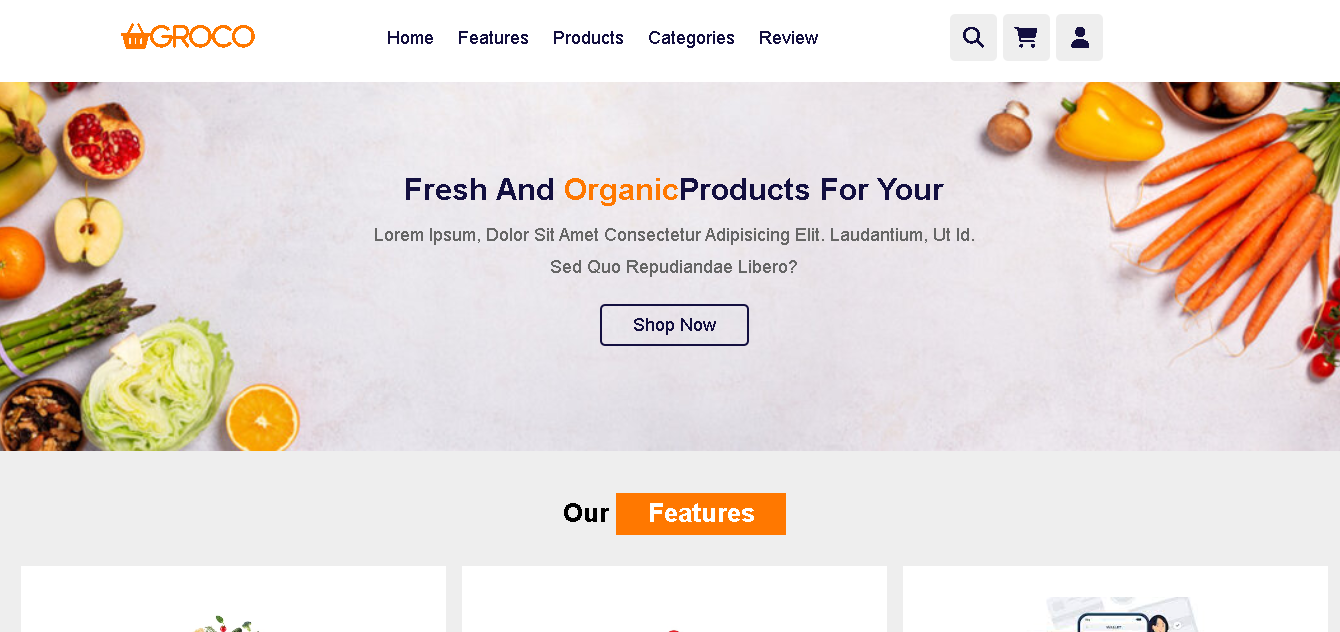 GROCO
Home Features Products Categories Review
Fresh And OrganicProducts For Your
Lorem Ipsum, Dolor Sit Amet Consectetur Adipisicing Elit. Laudantium, Ut Id.
Sed Quo Repudiandae Libero?
Shop Now
Our Features
WALLET